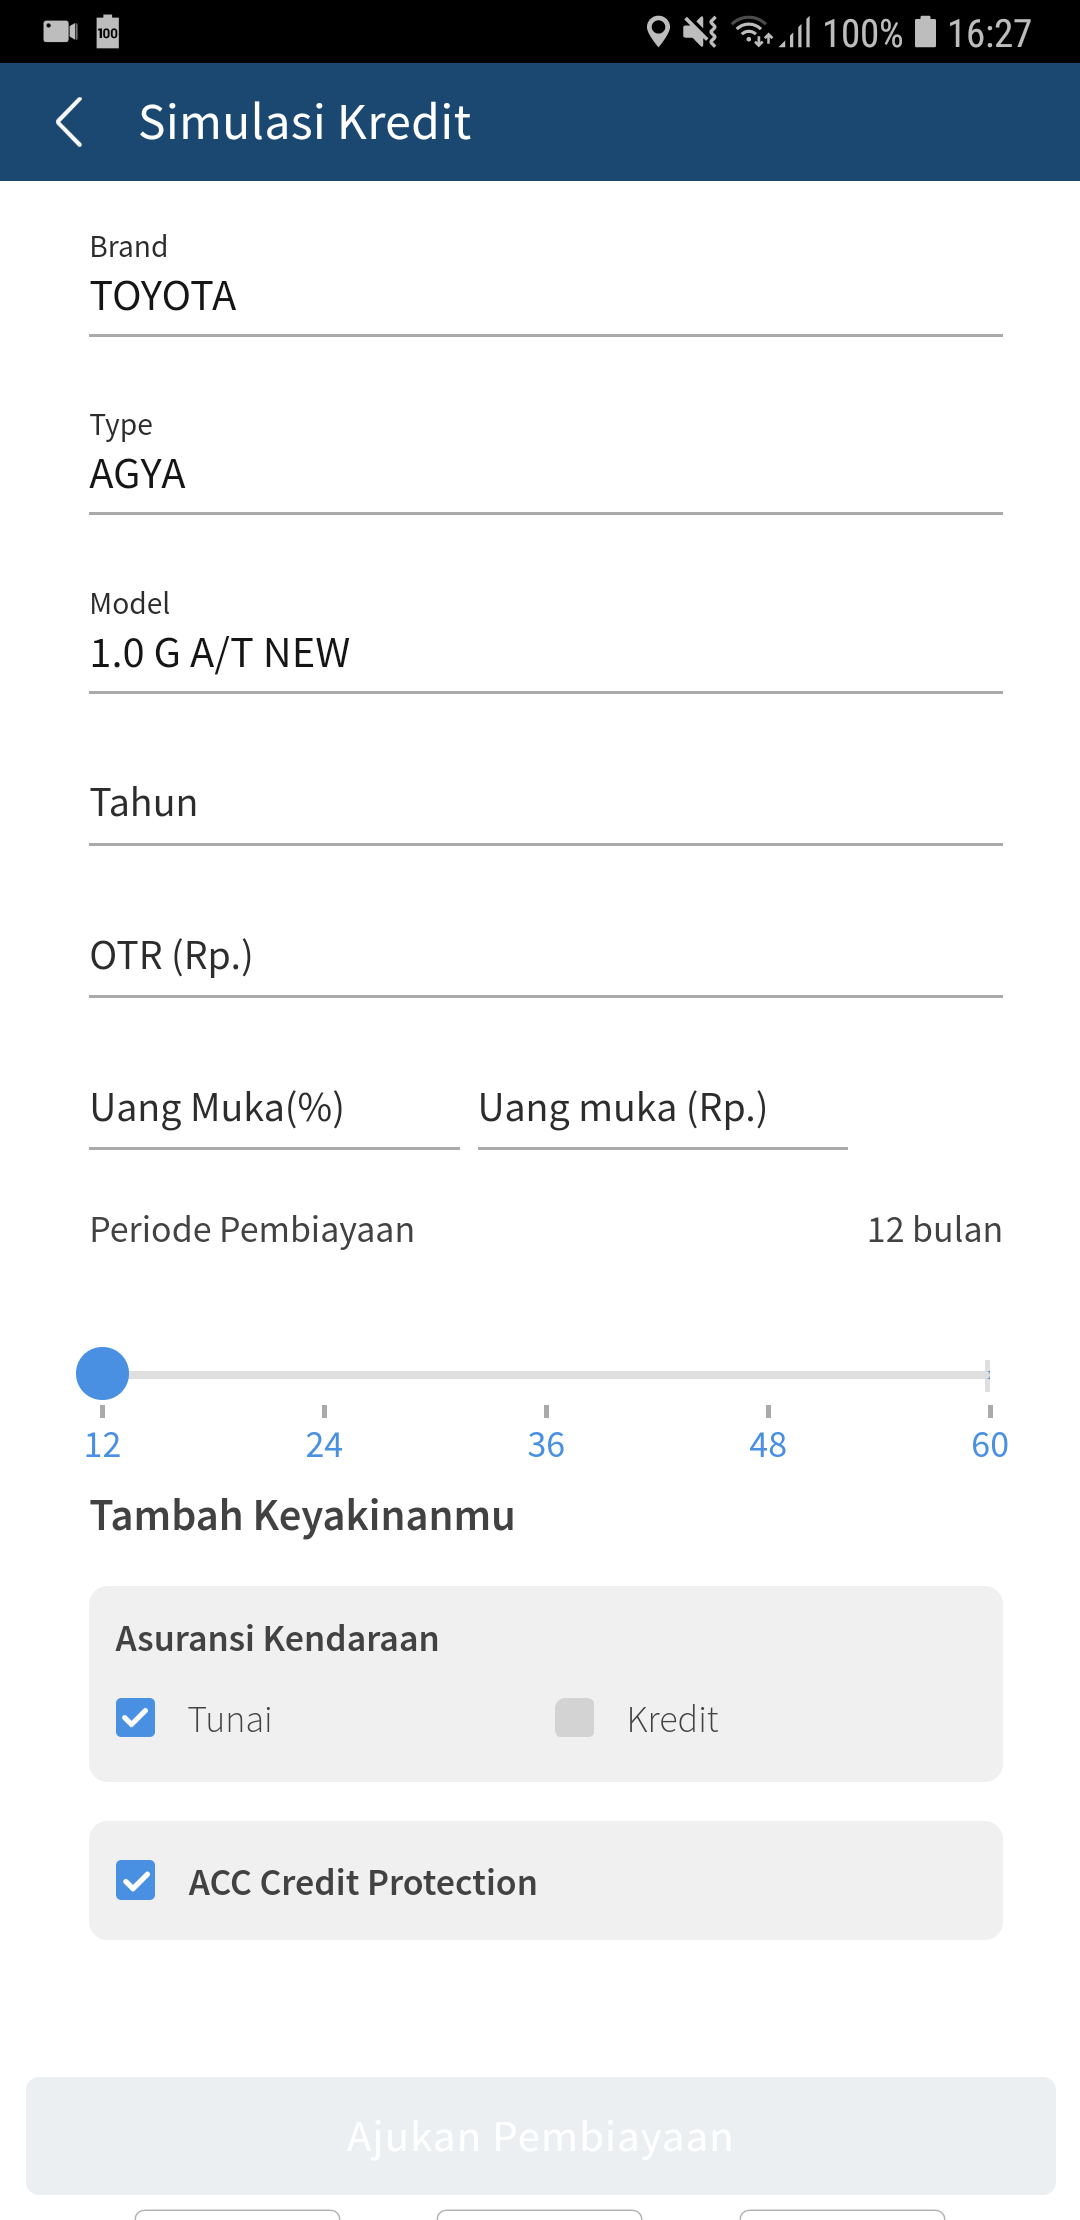 100 100% 16:27
Simulasi Kredit
Brand
TOYOTA
Type
AGYA
Model
1.0 G A/T NEW
Tahun
OTR (Rp.)
Uang Muka(%) Uang muka (Rp.)
Periode Pembiayaan 12 bulan
12 24 36 48 60
Tambah Keyakinanmu
Asuransi Kendaraan
Tunai Kredit
ACC Credit Protection
Ajukan Pembiayaan